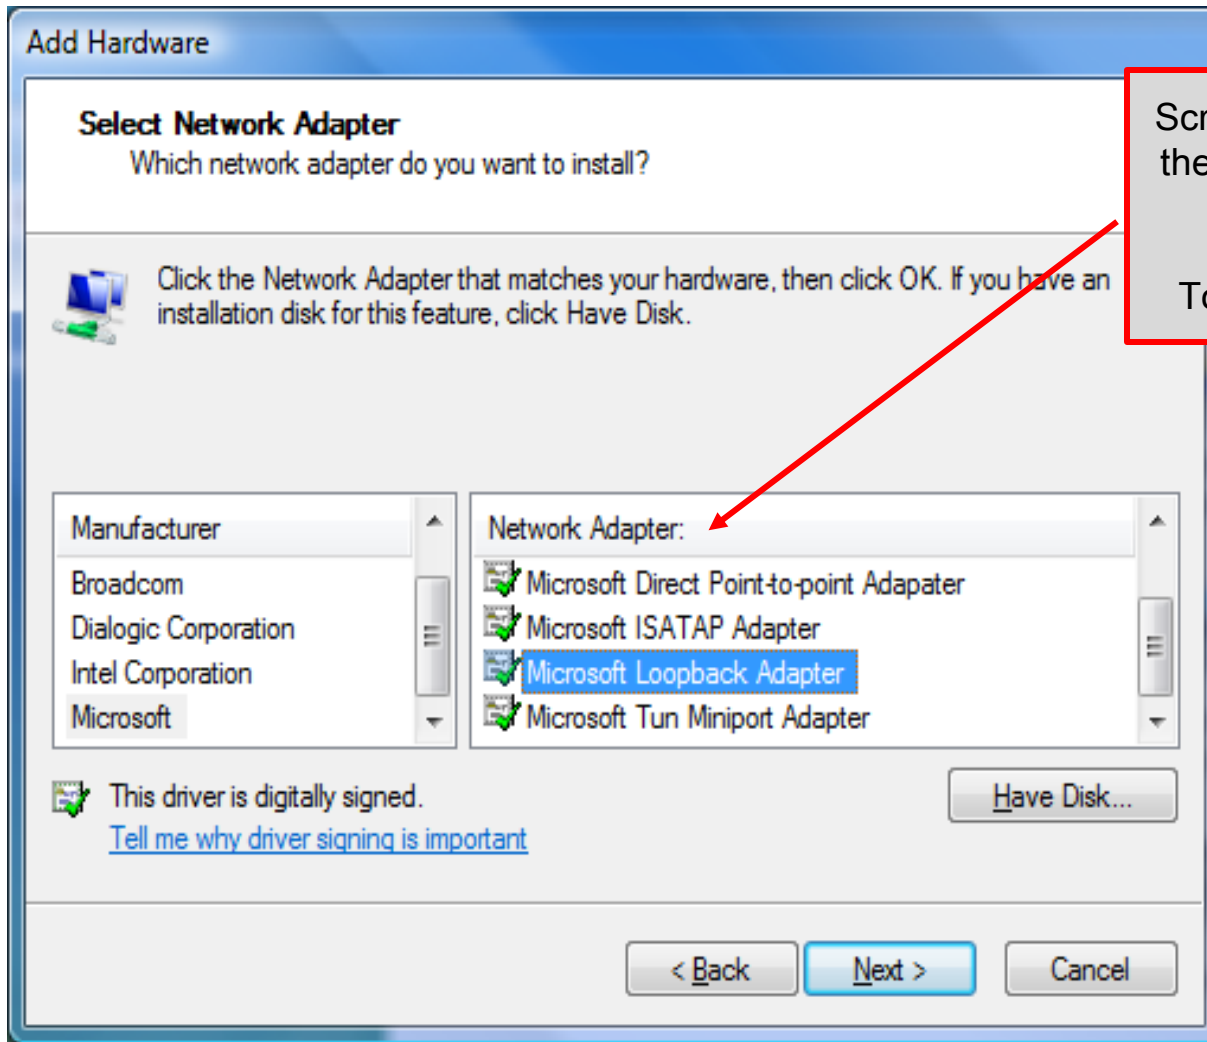 Add Hardware
Select Network Adapter
Which network adapter do you want to install?
Click the Network Adapter that matches your hardware, then click OK. If you have an
installation disk for this feature, click Have Disk.
the
Manufacturer
Broadcom
Dialogic Corporation
Intel Corporation
Microsoft
Network Adapter:
Microsoft Direct Point-to-point Adapater
Microsoft ISATAP Adapter
Microsoft Loopback Adapter
Microsoft Tun Miniport Adapter
This driver is digitally signed.
Tell me why driver signing is important
Have Disk...
< Back
Next >
Cancel